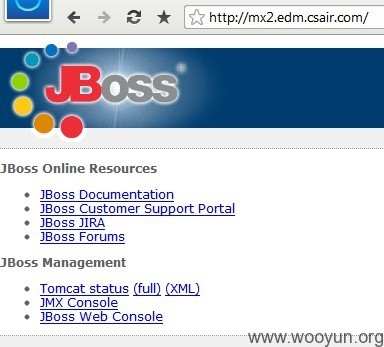 http://mx2.edm.csair.com/
JBoss®
JBoss Online Resources
JBoss Documentation
JBoss Customer Support Portal
JBoss JIRA
JBoss Forums
JBoss Management
Tomcat status (full) (XML)
JMX Console
JBoss Web Console
www.wooyun.org